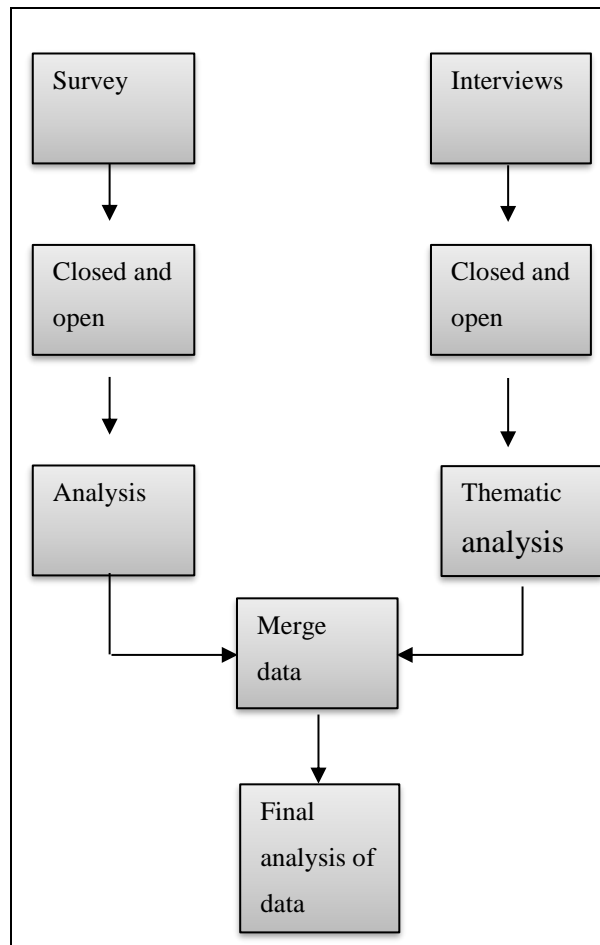 Survey
Interviews
Closed and
open
Closed and
open
Analysis
Thematic
analysis
Merge
data
Final
analysis of
data